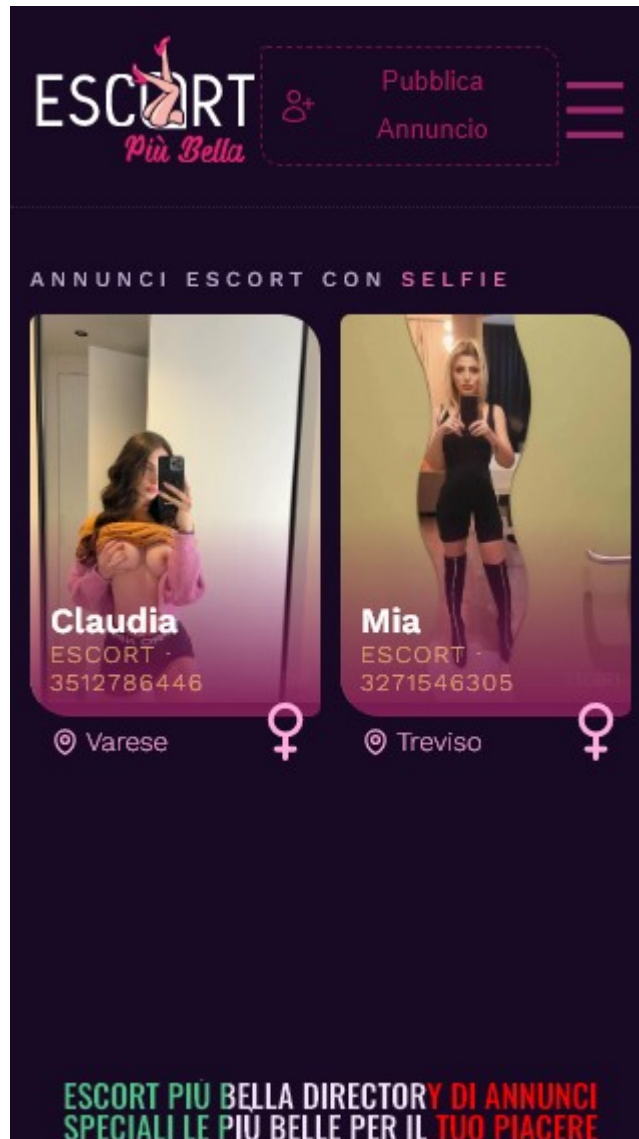 ESCORT
Più Bella
Pubblica
Annuncio
ANNUNCI ESCORT CON SELFIE
Claudia
ESCORT -
3512786446
Varese
Mia
ESCORT -
3271546305
Treviso
ESCORT PIÙ BELLA DIRECTORY DI ANNUNCI
SPECIALI LE PIÙ BELLE PER IL TUO PIACERE